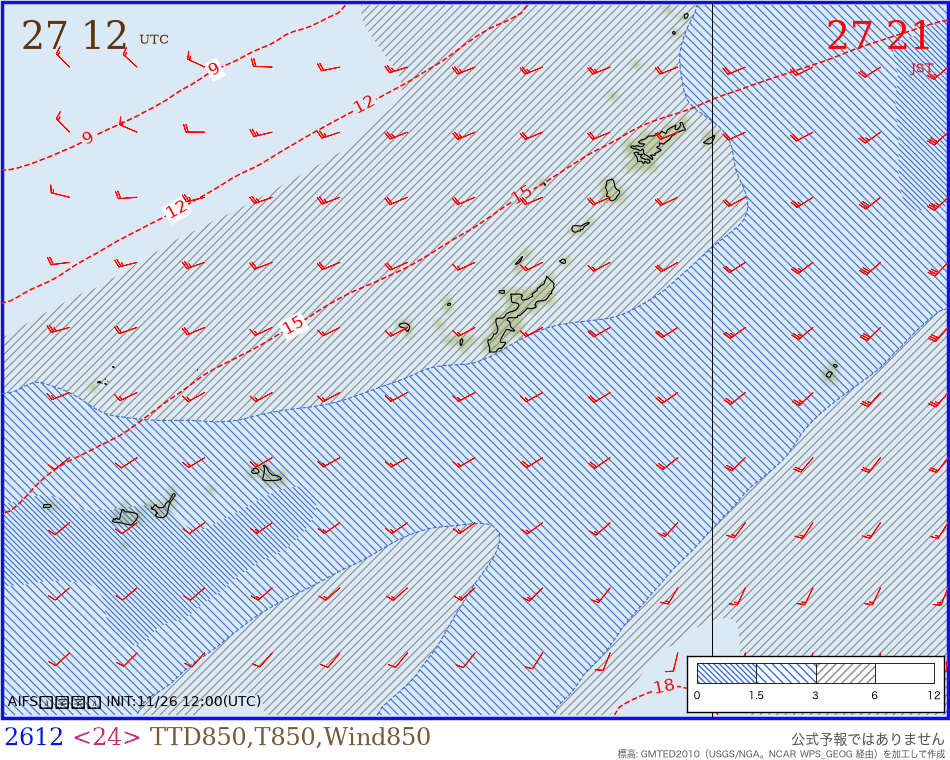 27 12 UTC
27 21
JST
9
9
12
12
15
15
18
0 1.5 3 6 12
AIFS□□□□ INIT:11/26 12:00(UTC)
2612 <24> TTD850,T850,Wind850
公式予報ではありません
標高: GMTED2010（USGS/NGA。NCAR WPS_GEOG 経由）を加工して作成